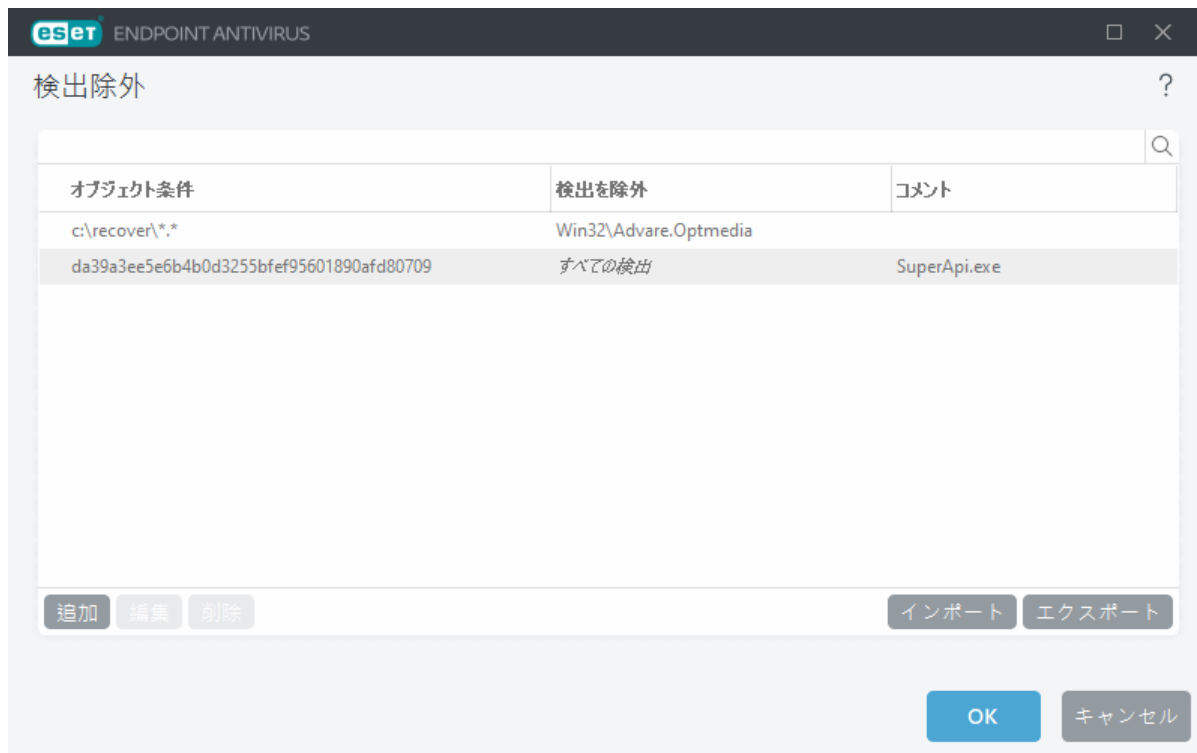 eset ENDPOINT ANTIVIRUS
検出除外
?
オブジェクト条件 検出を除外 コメント
c:\recover\*.* Win32\Advare.Optmedia
da39a3ee5e6b4b0d3255bfef95601890afd80709 すべての検出 SuperApi.exe
追加 編集 削除 インポート エクスポート
OK キャンセル